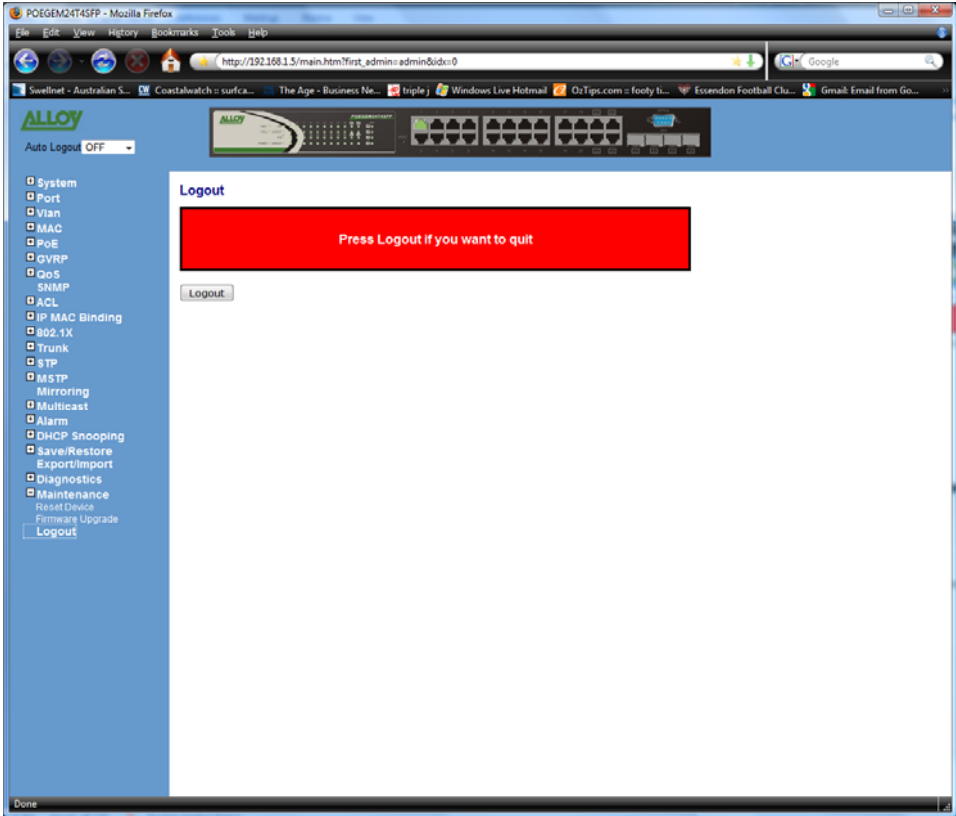 POEGEM24T4SFP - Mozilla Firefox
File Edit View History Bookmarks Tools Help
http://192.168.1.5/main.htm?first_admin=admin&idx=0
Google
Swellnet - Australian S... Coastalwatch :: surfca... The Age - Business Ne... triple j Windows Live Hotmail OzTips.com :: footy ti... Essendon Football Clu... Gmail: Email from Go...
ALLOY
Auto Logout OFF
ALLOY
System
Port
Vlan
MAC
PoE
GVRP
QoS
SNMP
ACL
IP MAC Binding
802.1X
Trunk
STP
MSTP
Mirroring
Multicast
Alarm
DHCP Snooping
Save/Restore
Export/Import
Diagnostics
Maintenance
Reset Device
Firmware Upgrade
Logout
Logout
Press Logout if you want to quit
Logout
Done